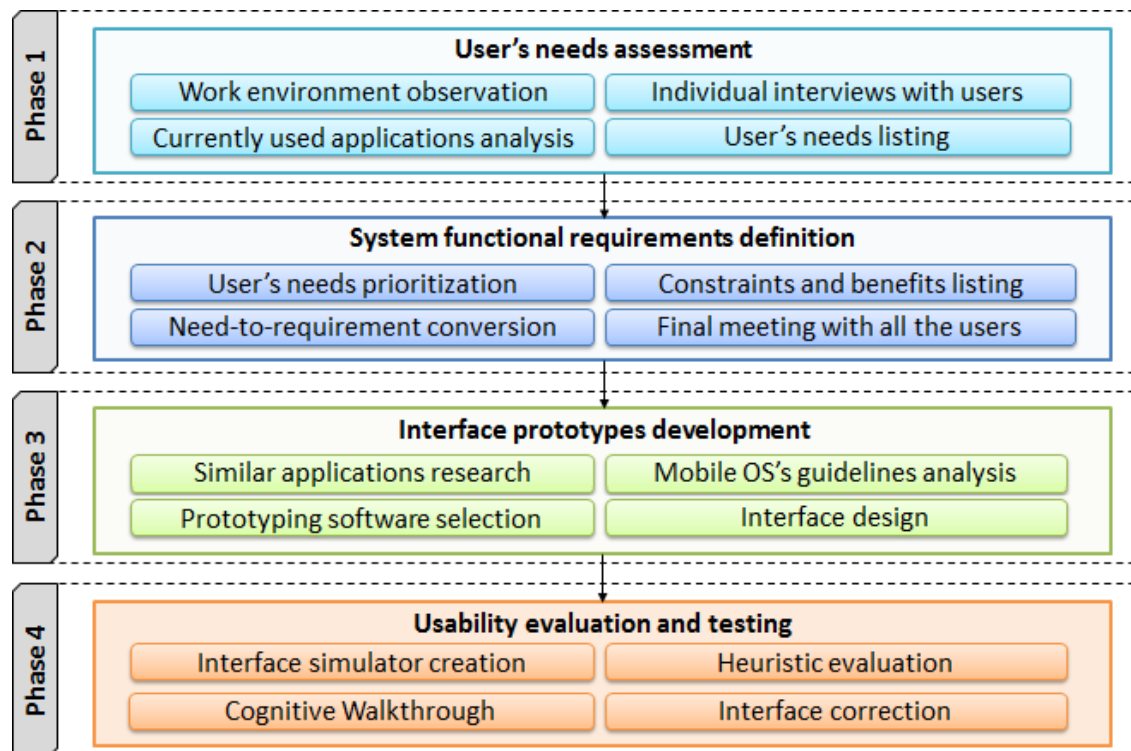 Phase 1
User's needs assessment
Work environment observation
Individual interviews with users
Currently used applications analysis
User's needs listing
Phase 2
System functional requirements definition
User's needs prioritization
Constraints and benefits listing
Need-to-requirement conversion
Final meeting with all the users
Phase 3
Interface prototypes development
Similar applications research
Mobile OS's guidelines analysis
Prototyping software selection
Interface design
Phase 4
Usability evaluation and testing
Interface simulator creation
Heuristic evaluation
Cognitive Walkthrough
Interface correction